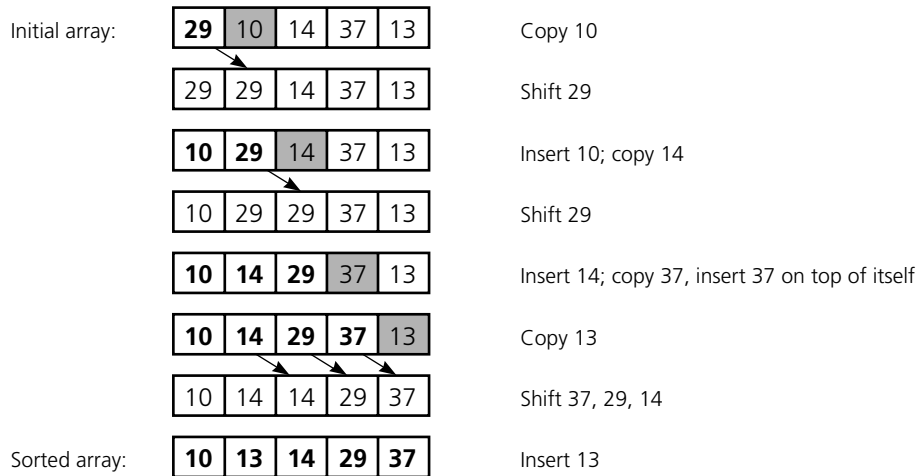 Initial array: 29 10 14 37 13 Copy 10
29 29 14 37 13 Shift 29
10 29 14 37 13 Insert 10; copy 14
10 29 29 37 13 Shift 29
10 14 29 37 13 Insert 14; copy 37, insert 37 on top of itself
10 14 29 37 13 Copy 13
10 14 14 29 37 Shift 37, 29, 14
Sorted array: 10 13 14 29 37 Insert 13